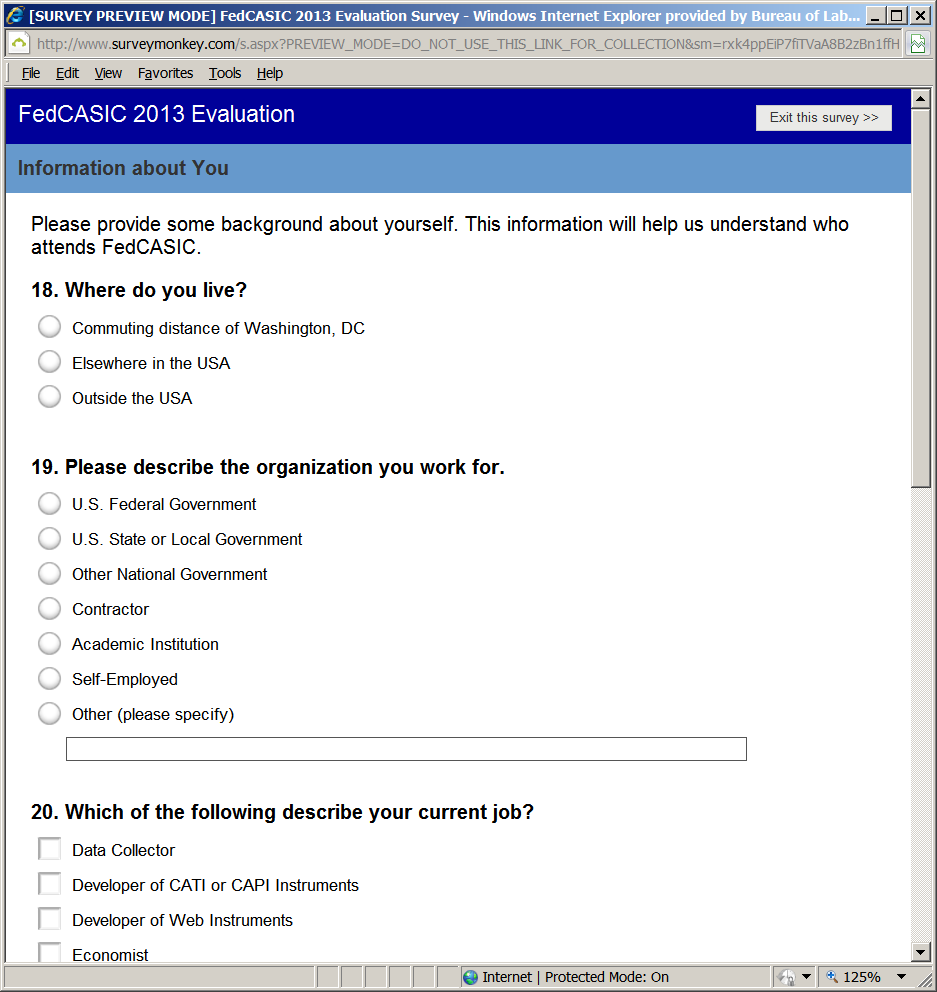 [SURVEY PREVIEW MODE] FedCASIC 2013 Evaluation Survey - Windows Internet Explorer provided by Bureau of Lab...
http://www.surveymonkey.com/s.aspx?PREVIEW_MODE=DO_NOT_USE_THIS_LINK_FOR_COLLECTION&sm=rxk4ppEiP7fiTVaA8B2zBn1ffH
File Edit View Favorites Tools Help
FedCASIC 2013 Evaluation
Exit this survey >>
Information about You
Please provide some background about yourself. This information will help us understand who
attends FedCASIC.
18. Where do you live?
Commuting distance of Washington, DC
Elsewhere in the USA
Outside the USA
19. Please describe the organization you work for.
U.S. Federal Government
U.S. State or Local Government
Other National Government
Contractor
Academic Institution
Self-Employed
Other (please specify)
20. Which of the following describe your current job?
Data Collector
Developer of CATI or CAPI Instruments
Developer of Web Instruments
Economist
Internet | Protected Mode: On
125%